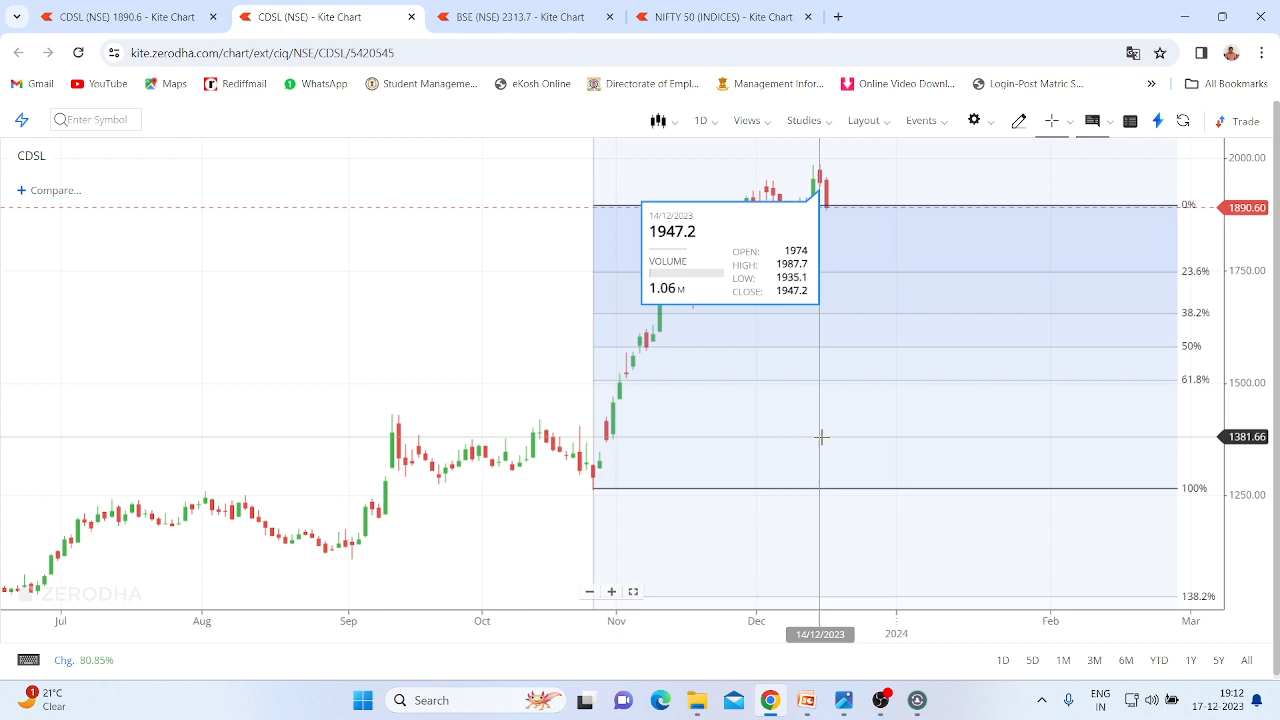 CDSL (NSE) 1890.6 - Kite Chart
CDSL (NSE) - Kite Chart
BSE (NSE) 2313.7 - Kite Chart
NIFTY 50 (INDICES) - Kite Chart
kite.zerodha.com/chart/ext/ciq/NSE/CDSL/5420545
Gmail
YouTube
Maps
Rediffmail
WhatsApp
Student Manageme...
eKosh Online
Directorate of Empl...
Management Infor...
Online Video Downl...
Login-Post Matric S...
All Bookmarks
Enter Symbol
1D
Views
Studies
Layout
Events
Trade
CDSL
Compare...
14/12/2023
1947.2
VOLUME
1.06 M
OPEN: 1974
HIGH: 1987.7
LOW: 1935.1
CLOSE: 1947.2
0%
23.6%
38.2%
50%
61.8%
100%
138.2%
2000.00
1890.60
1750.00
1500.00
1381.66
1250.00
ZERODHA
Jul
Aug
Sep
Oct
Nov
Dec
14/12/2023
2024
Feb
Mar
Chg. 80.85%
1D 5D 1M 3M 6M YTD 1Y 5Y All
1
21°C
Clear
Search
ENG
IN
19:12
17-12-2023